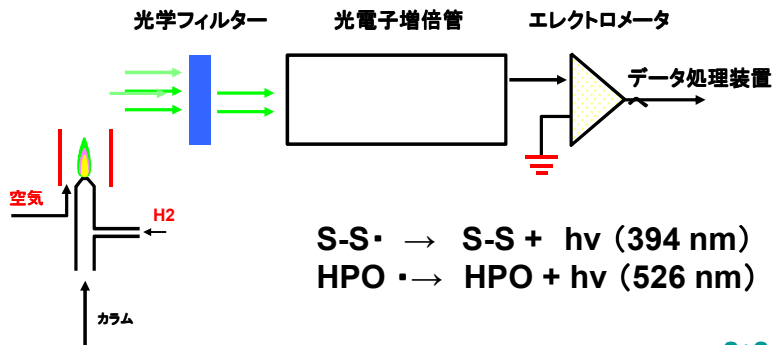 光学フィルター 光電子増倍管 エレクトロメータ
データ処理装置
空気
H2
S-S・ → S-S + hν (394 nm)
HPO ・→ HPO + hν (526 nm)
カラム